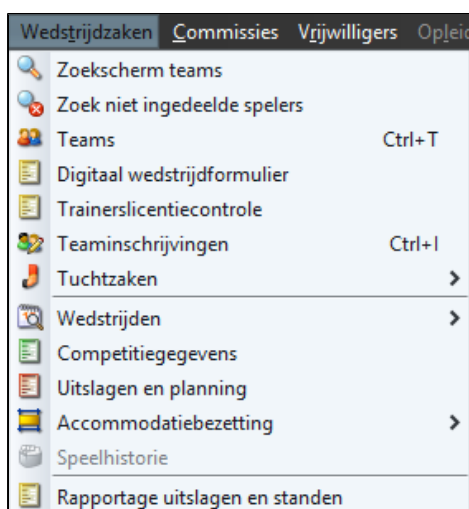 Wedstrijdzaken Commissies Vrijwilligers Opleid
Zoekscherm teams
Zoek niet ingedeelde spelers
Teams Ctrl+T
Digitaal wedstrijdformulier
Trainerslicentiecontrole
Teaminschrijvingen Ctrl+I
Tuchtzaken
Wedstrijden
Competitiegegevens
Uitslagen en planning
Accommodatiebezetting
Speelhistorie
Rapportage uitslagen en standen